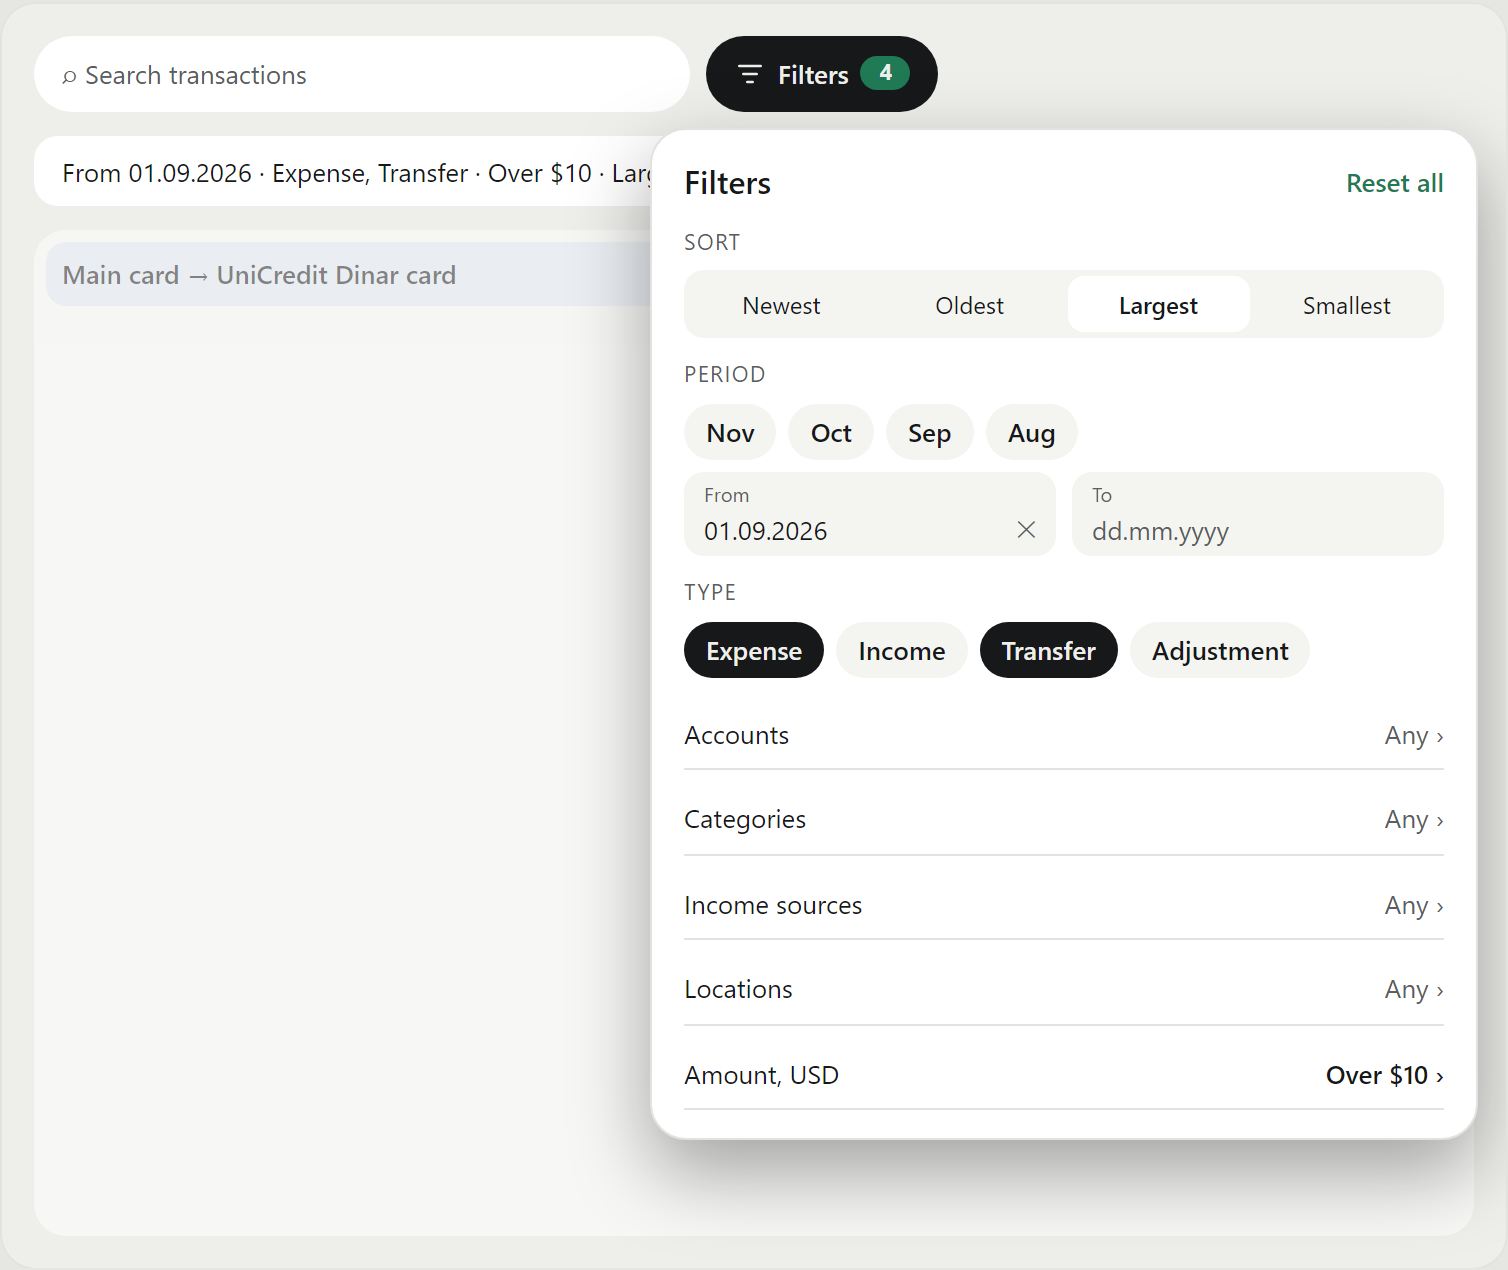 Search transactions
Filters 4
From 01.09.2026 · Expense, Transfer · Over $10 ·
Main card → UniCredit Dinar card
Filters
Reset all
SORT
Newest Oldest Largest Smallest
PERIOD
Nov Oct Sep Aug
From
01.09.2026
To
dd.mm.yyyy
TYPE
Expense Income Transfer Adjustment
Accounts Any ›
Categories Any ›
Income sources Any ›
Locations Any ›
Amount, USD Over $10 ›